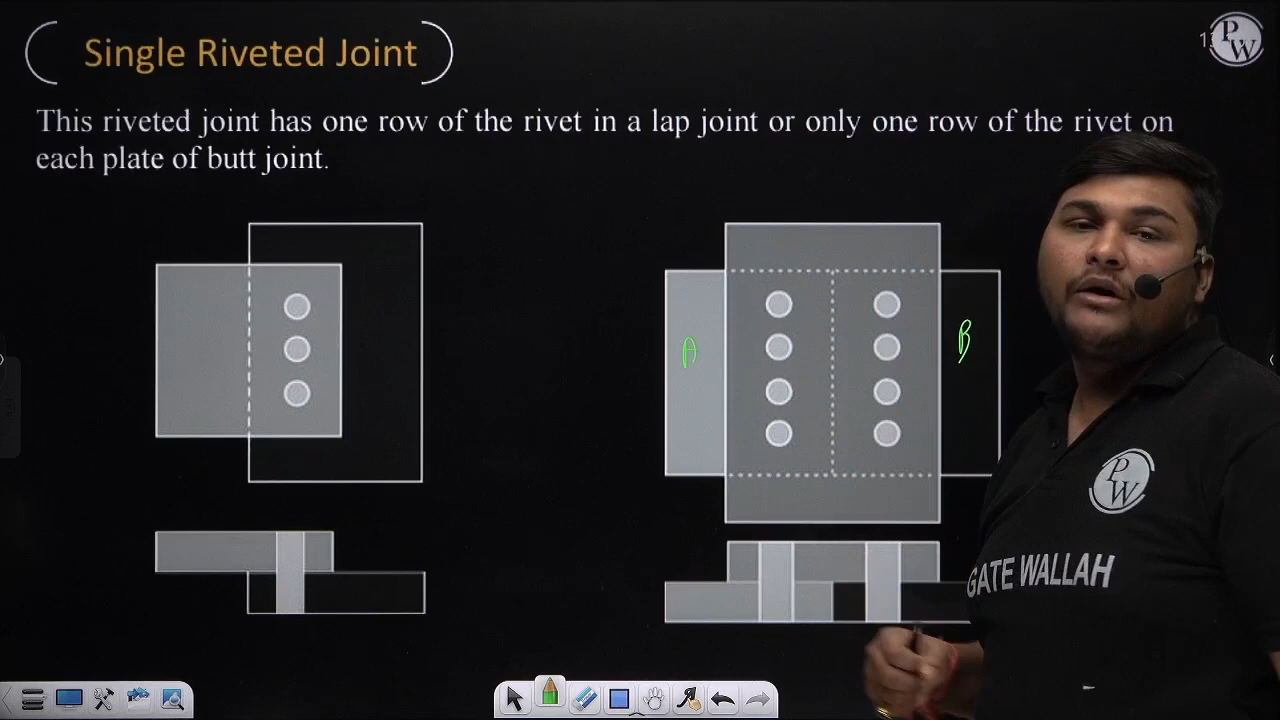 Single Riveted Joint
PW
This riveted joint has one row of the rivet in a lap joint or only one row of the rivet on
each plate of butt joint.
A
B
PW
GATE WALLAH